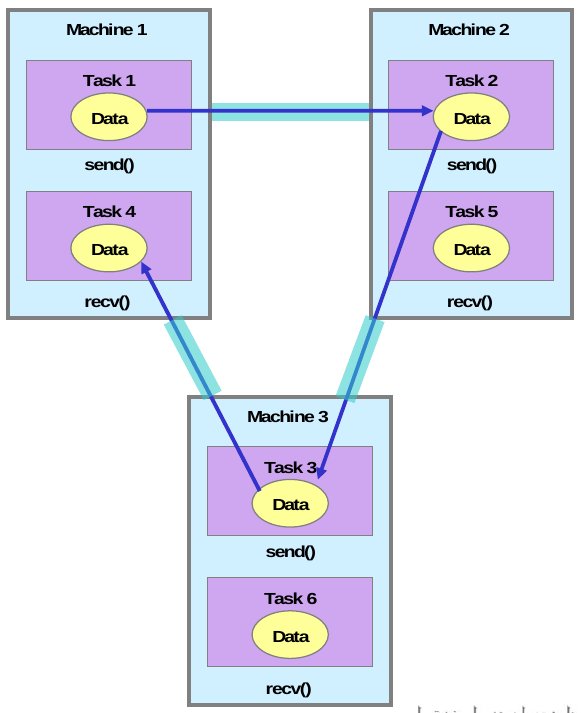 Machine 1
Task 1
Data
send()
Task 4
Data
recv()
Machine 2
Task 2
Data
send()
Task 5
Data
recv()
Machine 3
Task 3
Data
send()
Task 6
Data
recv()